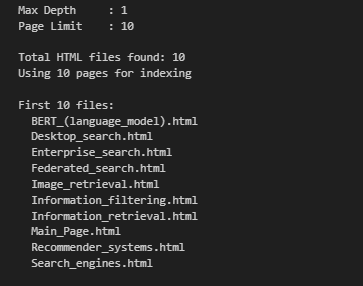 Max Depth     : 1
Page Limit    : 10
Total HTML files found: 10
Using 10 pages for indexing
First 10 files:
BERT_(language_model).html
Desktop_search.html
Enterprise_search.html
Federated_search.html
Image_retrieval.html
Information_filtering.html
Information_retrieval.html
Main_Page.html
Recommender_systems.html
Search_engines.html